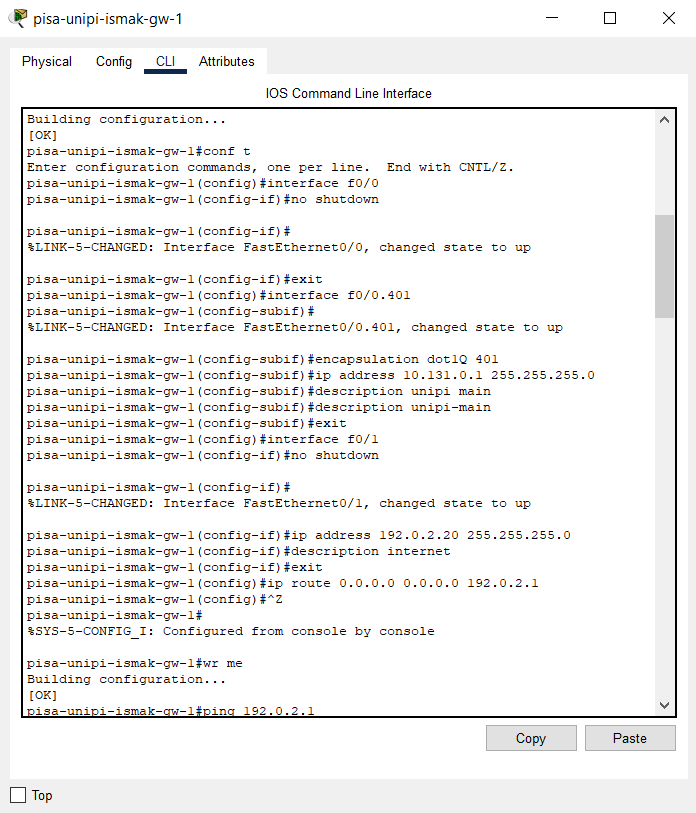 pisa-unipi-ismak-gw-1
Physical Config CLI Attributes
IOS Command Line Interface
Building configuration...
[OK]
pisa-unipi-ismak-gw-1#conf t
Enter configuration commands, one per line.  End with CNTL/Z.
pisa-unipi-ismak-gw-1(config)#interface f0/0
pisa-unipi-ismak-gw-1(config-if)#no shutdown
pisa-unipi-ismak-gw-1(config-if)#
%LINK-5-CHANGED: Interface FastEthernet0/0, changed state to up
pisa-unipi-ismak-gw-1(config-if)#exit
pisa-unipi-ismak-gw-1(config)#interface f0/0.401
pisa-unipi-ismak-gw-1(config-subif)#
%LINK-5-CHANGED: Interface FastEthernet0/0.401, changed state to up
pisa-unipi-ismak-gw-1(config-subif)#encapsulation dot1Q 401
pisa-unipi-ismak-gw-1(config-subif)#ip address 10.131.0.1 255.255.255.0
pisa-unipi-ismak-gw-1(config-subif)#description unipi main
pisa-unipi-ismak-gw-1(config-subif)#description unipi-main
pisa-unipi-ismak-gw-1(config-subif)#exit
pisa-unipi-ismak-gw-1(config)#interface f0/1
pisa-unipi-ismak-gw-1(config-if)#no shutdown
pisa-unipi-ismak-gw-1(config-if)#
%LINK-5-CHANGED: Interface FastEthernet0/1, changed state to up
pisa-unipi-ismak-gw-1(config-if)#ip address 192.0.2.20 255.255.255.0
pisa-unipi-ismak-gw-1(config-if)#description internet
pisa-unipi-ismak-gw-1(config-if)#exit
pisa-unipi-ismak-gw-1(config)#ip route 0.0.0.0 0.0.0.0 192.0.2.1
pisa-unipi-ismak-gw-1(config)#^Z
pisa-unipi-ismak-gw-1#
%SYS-5-CONFIG_I: Configured from console by console
pisa-unipi-ismak-gw-1#wr me
Building configuration...
[OK]
pisa-unipi-ismak-gw-1#ping 192.0.2.1
Copy Paste
Top